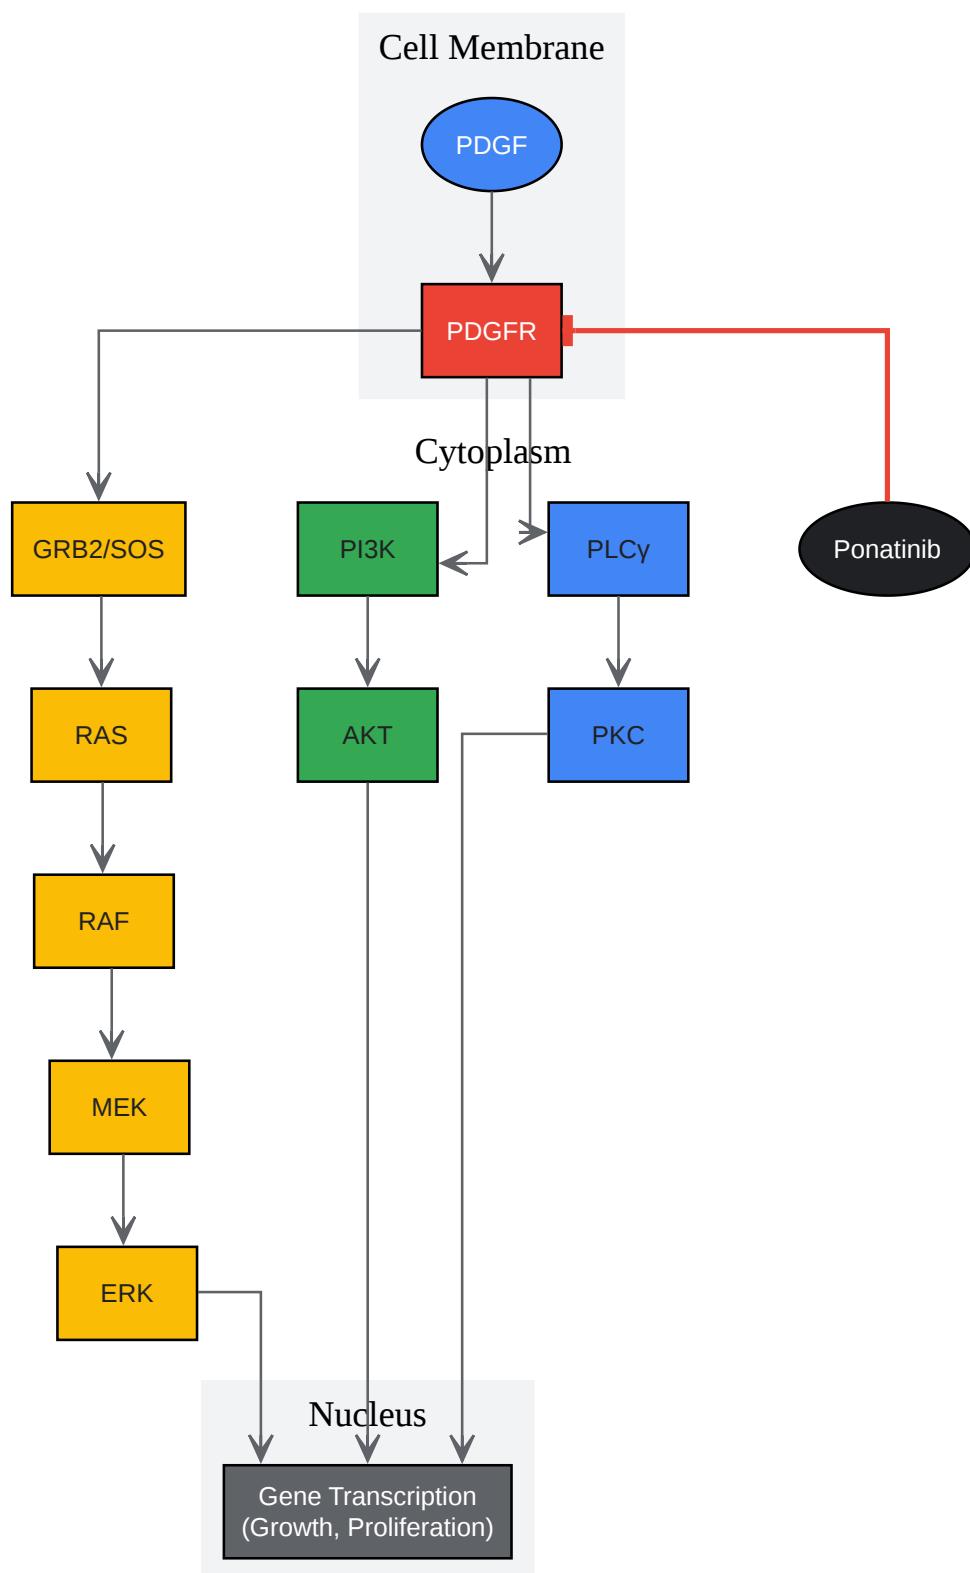 Cell Membrane
PDGF
PDGFR
Cytoplasm
GRB2/SOS
PI3K
PLCγ
Ponatinib
RAS
AKT
PKC
RAF
MEK
ERK
Nucleus
Gene Transcription
(Growth, Proliferation)